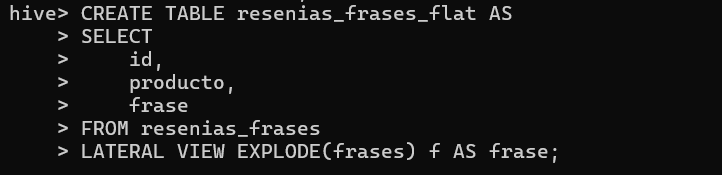 hive> CREATE TABLE resenias_frases_flat AS
    > SELECT
    >     id,
    >     producto,
    >     frase
    > FROM resenias_frases
    > LATERAL VIEW EXPLODE(frases) f AS frase;